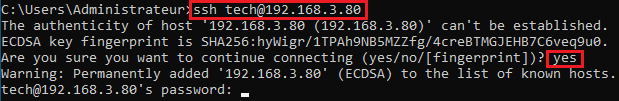 C:\Users\Administrateur>ssh tech@192.168.3.80
The authenticity of host '192.168.3.80 (192.168.3.80)' can't be established.
ECDSA key fingerprint is SHA256:hyWigr/1TPAh9NB5MZZfg/4creBTMGJEHB7C6veq9u0.
Are you sure you want to continue connecting (yes/no/[fingerprint])? yes
Warning: Permanently added '192.168.3.80' (ECDSA) to the list of known hosts.
tech@192.168.3.80's password: